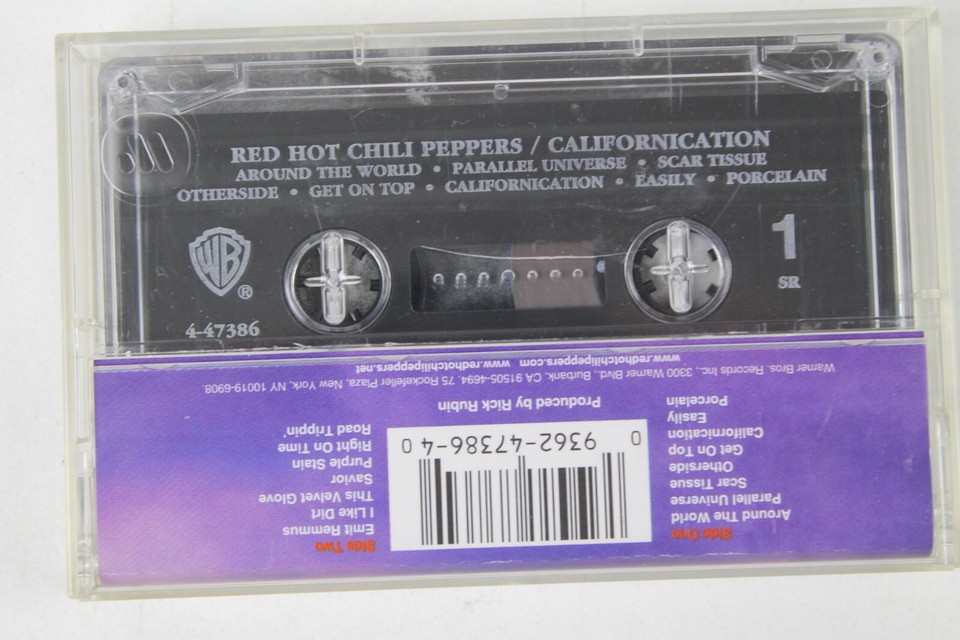 RED HOT CHILI PEPPERS / CALIFORNICATION
AROUND THE WORLD • PARALLEL UNIVERSE • SCAR TISSUE
OTHERSIDE • GET ON TOP • CALIFORNICATION • EASILY • PORCELAIN
WB
®
4-47386
1
SR
Side One
Around The World
Parallel Universe
Scar Tissue
Otherside
Get On Top
Californication
Easily
Porcelain
0 9362-47386-4 0
Side Two
Emit Remmus
I Like Dirt
This Velvet Glove
Savior
Purple Stain
Right On Time
Road Trippin'
Produced by Rick Rubin
Warner Bros. Records Inc., 3300 Warner Blvd., Burbank, CA 91505-4694. 75 Rockefeller Plaza, New York, NY 10019-6908.
www.redhotchilipeppers.com www.redhotchilipeppers.net